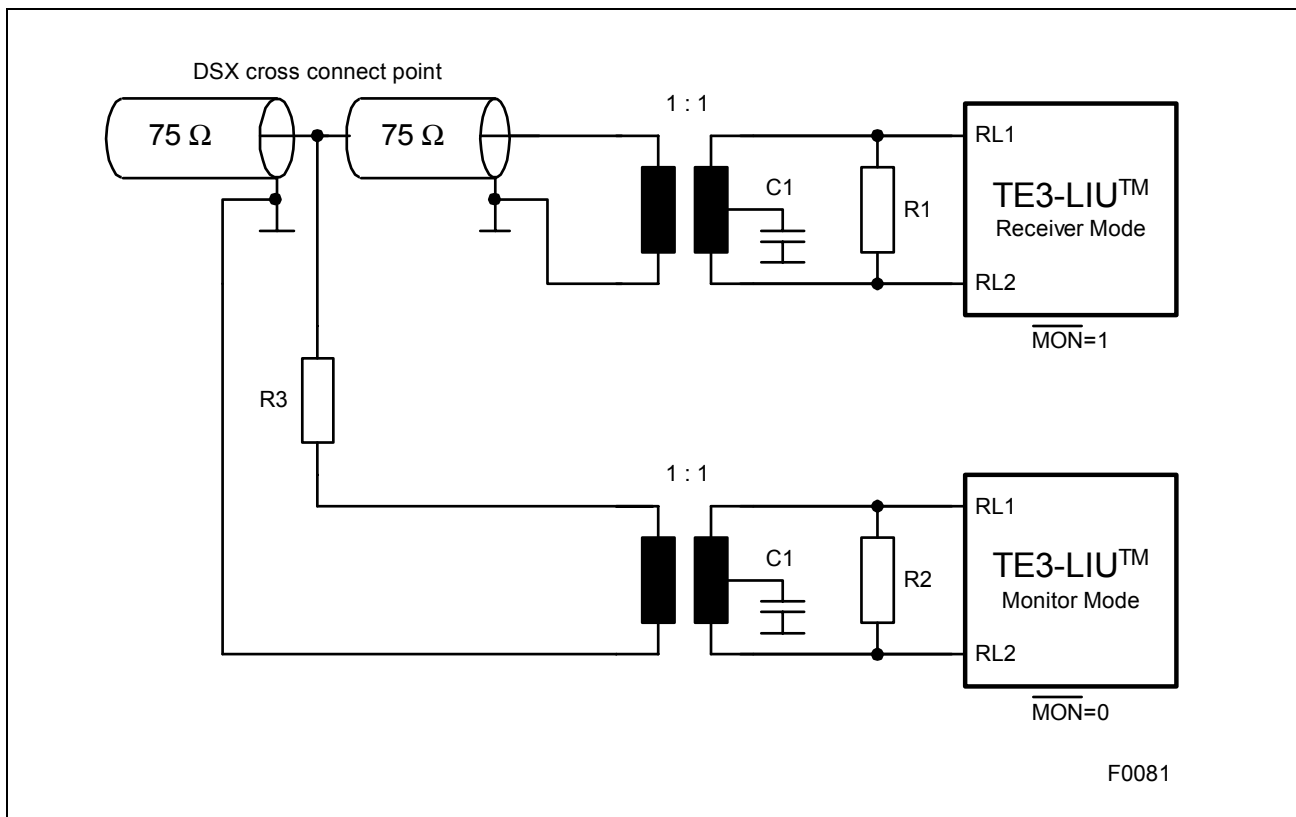 DSX cross connect point
75 Ω
75 Ω
1 : 1
C1
R1
RL1
TE3-LIU™
Receiver Mode
RL2
MON=1
R3
1 : 1
C1
R2
RL1
TE3-LIU™
Monitor Mode
RL2
MON=0
F0081